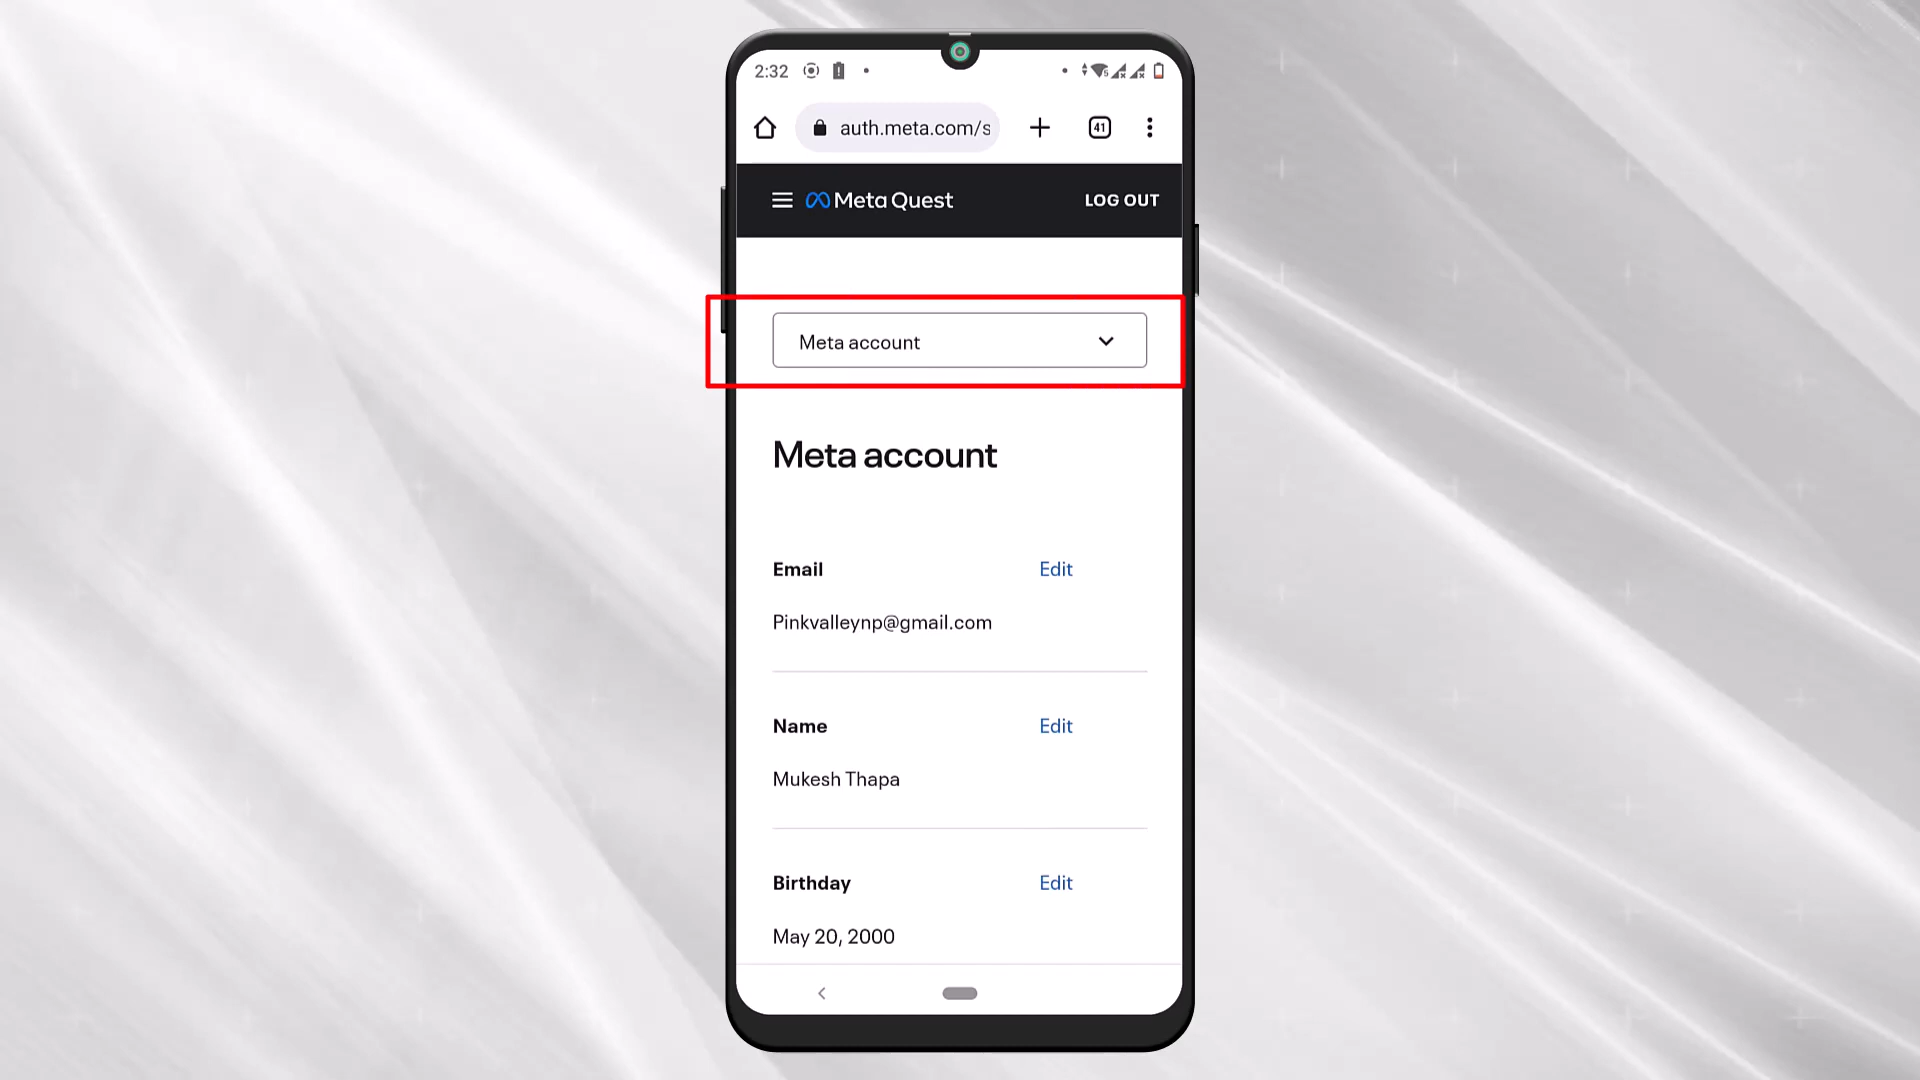 2:32
auth.meta.com/s
41
Meta Quest
LOG OUT
Meta account
Meta account
Email
Edit
Pinkvalleynp@gmail.com
Name
Edit
Mukesh Thapa
Birthday
Edit
May 20, 2000